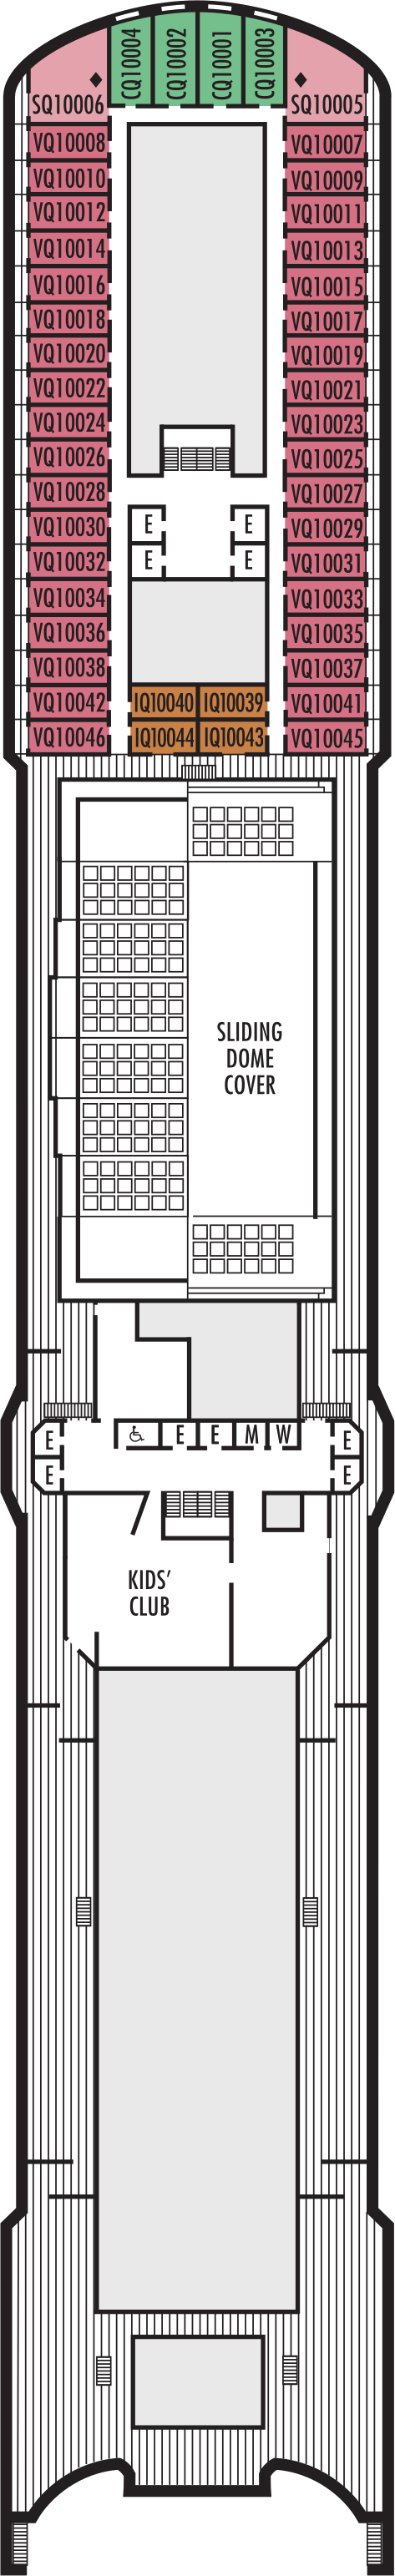 CQ10004 CQ10002 CQ10001 CQ10003
SQ10006 SQ10005
VQ10008 VQ10007
VQ10010 VQ10009
VQ10012 VQ10011
VQ10014 VQ10013
VQ10016 VQ10015
VQ10018 VQ10017
VQ10020 VQ10019
VQ10022 VQ10021
VQ10024 VQ10023
VQ10026 VQ10025
VQ10028 VQ10027
VQ10030 E E VQ10029
VQ10032 E E VQ10031
VQ10034 VQ10033
VQ10036 VQ10035
VQ10038 VQ10037
VQ10042 IQ10040 IQ10039 VQ10041
VQ10046 IQ10044 IQ10043 VQ10045
SLIDING
DOME
COVER
E E E M W E
E E
KIDS’
CLUB